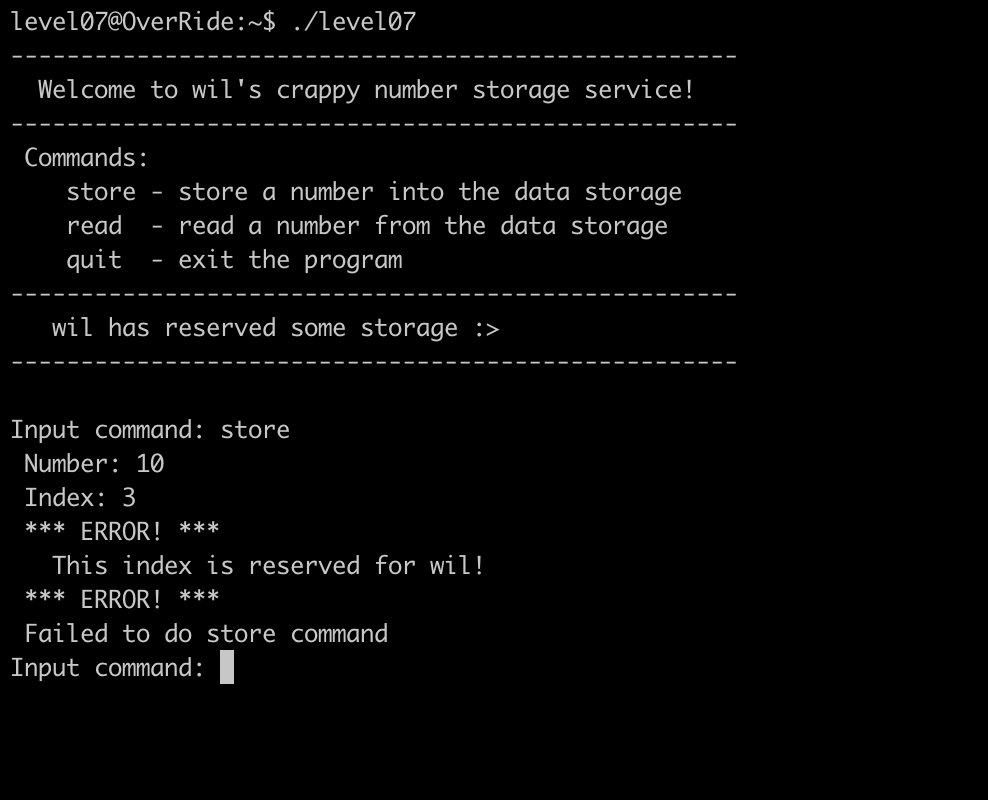 level07@OverRide:~$ ./level07
----------------------------------------------------
  Welcome to wil's crappy number storage service!
----------------------------------------------------
 Commands:
    store - store a number into the data storage
    read  - read a number from the data storage
    quit  - exit the program
----------------------------------------------------
   wil has reserved some storage :>
----------------------------------------------------

Input command: store
 Number: 10
 Index: 3
 *** ERROR! ***
   This index is reserved for wil!
 *** ERROR! ***
 Failed to do store command
Input command: